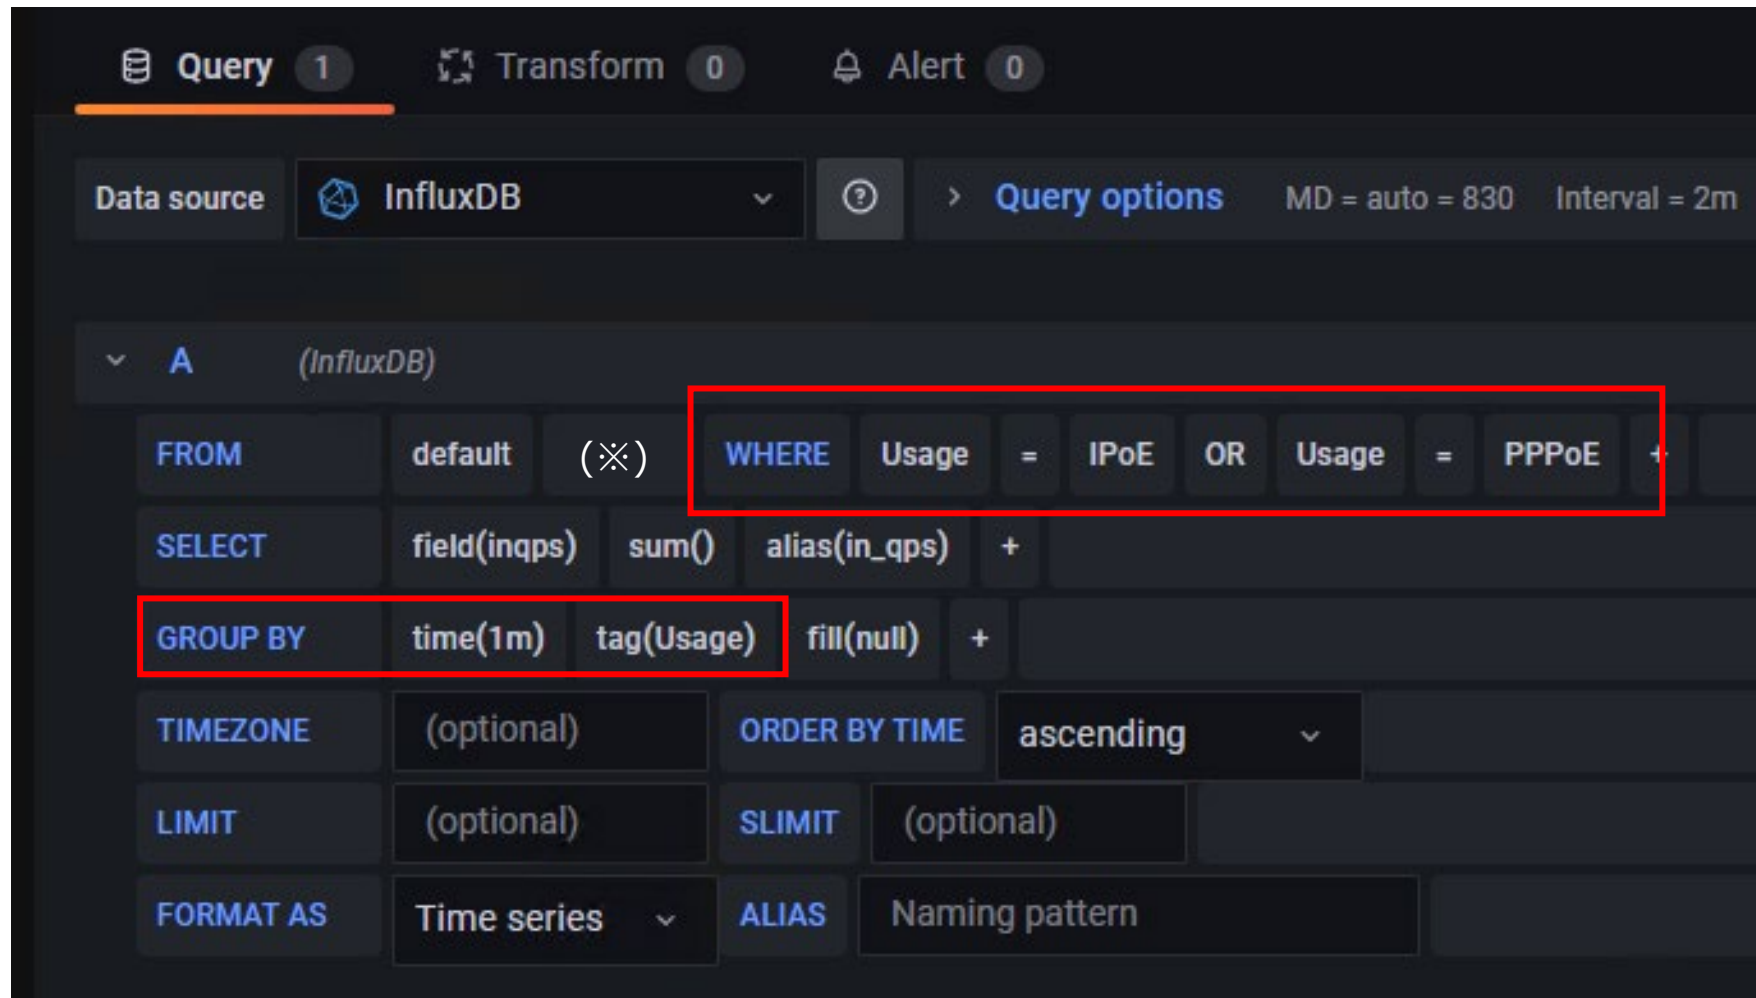 Query 1 Transform 0 Alert 0
Data source InfluxDB > Query options MD = auto = 830 Interval = 2m
A (InfluxDB)
FROM default (※) WHERE Usage = IPoE OR Usage = PPPoE +
SELECT field(inqps) sum() alias(in_qps) +
GROUP BY time(1m) tag(Usage) fill(null) +
TIMEZONE (optional) ORDER BY TIME ascending
LIMIT (optional) SLIMIT (optional)
FORMAT AS Time series ALIAS Naming pattern